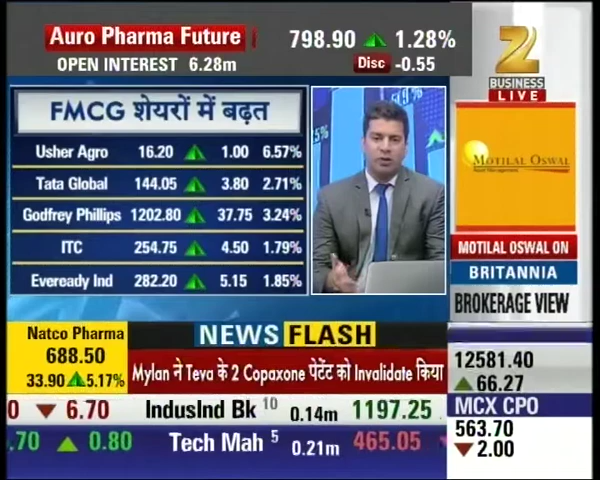 Auro Pharma Future
798.90 1.28%
OPEN INTEREST 6.28m
Disc -0.55
Z
BUSINESS
LIVE
FMCG शेयरों में बढ़त
Usher Agro 16.20 1.00 6.57%
Tata Global 144.05 3.80 2.71%
Godfrey Phillips 1202.80 37.75 3.24%
ITC 254.75 4.50 1.79%
Eveready Ind 282.20 5.15 1.85%
MOTILAL OSWAL
MOTILAL OSWAL ON
BRITANNIA
BROKERAGE VIEW
Natco Pharma
688.50
33.90 5.17%
NEWS FLASH
Mylan ने Teva के 2 Copaxone पेटेंट को Invalidate किया
12581.40
66.27
MCX CPO
563.70
2.00
0 6.70 IndusInd Bk 10 0.14m 1197.25
.70 0.80 Tech Mah 5 0.21m 465.05